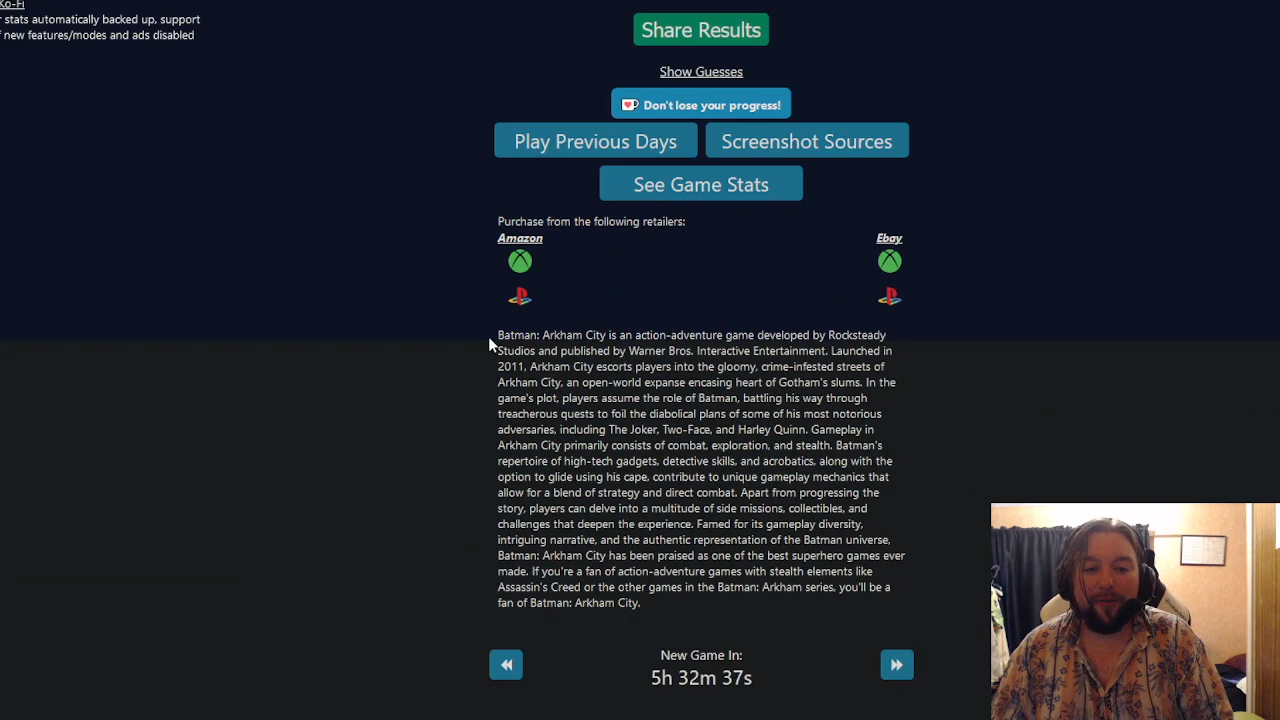 Ko-Fi
r stats automatically backed up, support
f new features/modes and ads disabled
Share Results
Show Guesses
Don't lose your progress!
Play Previous Days
Screenshot Sources
See Game Stats
Purchase from the following retailers:
Amazon
Ebay
Batman: Arkham City is an action-adventure game developed by Rocksteady
Studios and published by Warner Bros. Interactive Entertainment. Launched in
2011, Arkham City escorts players into the gloomy, crime-infested streets of
Arkham City, an open-world expanse encasing heart of Gotham's slums. In the
game's plot, players assume the role of Batman, battling his way through
treacherous quests to foil the diabolical plans of some of his most notorious
adversaries, including The Joker, Two-Face, and Harley Quinn. Gameplay in
Arkham City primarily consists of combat, exploration, and stealth. Batman's
repertoire of high-tech gadgets, detective skills, and acrobatics, along with the
option to glide using his cape, contribute to unique gameplay mechanics that
allow for a blend of strategy and direct combat. Apart from progressing the
story, players can delve into a multitude of side missions, collectibles, and
challenges that deepen the experience. Famed for its gameplay diversity,
intriguing narrative, and the authentic representation of the Batman universe,
Batman: Arkham City has been praised as one of the best superhero games ever
made. If you're a fan of action-adventure games with stealth elements like
Assassin's Creed or the other games in the Batman: Arkham series, you'll be a
fan of Batman: Arkham City.
New Game In:
5h 32m 37s